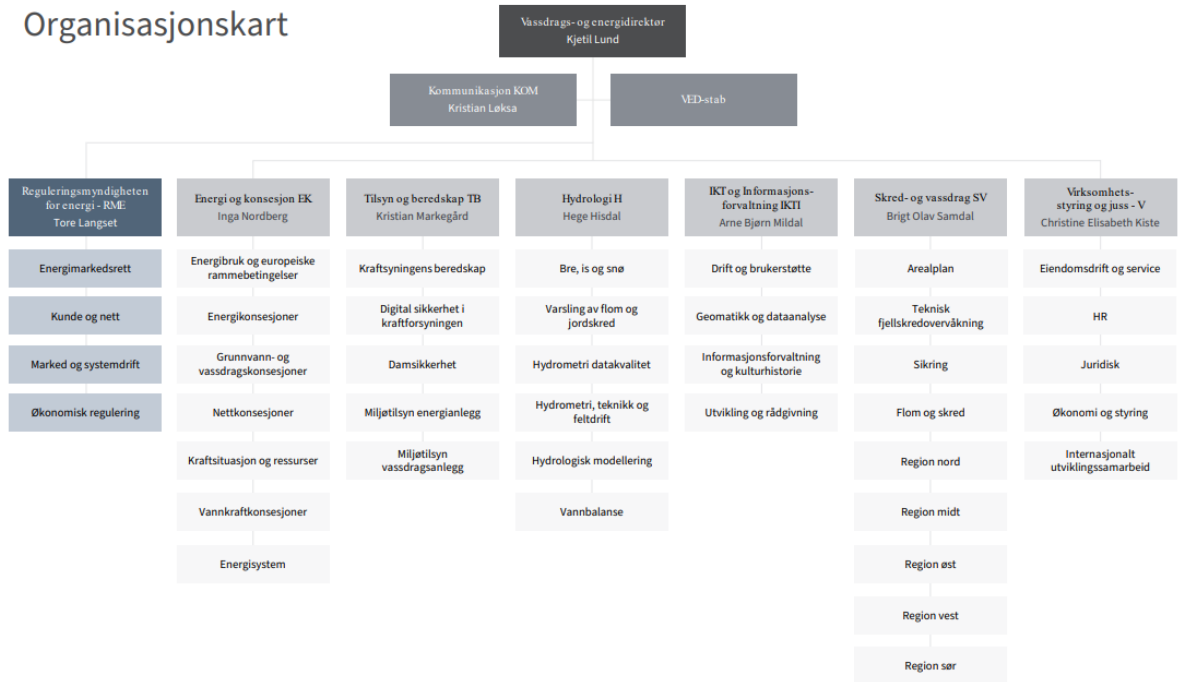 Organisasjonskart
Vassdrags- og energidirektør
Kjetil Lund
Kommunikasjon KOM
Kristian Løksa
VED-stab
Reguleringsmyndigheten
for energi - RME
Tore Langset
Energimarkedsrett
Kunde og nett
Marked og systemdrift
Økonomisk regulering
Energi og konsesjon EK
Inga Nordberg
Energibruk og europeiske
rammebetingelser
Energikonsesjoner
Grunnvann- og
vassdragskonsesjoner
Nettkonsesjoner
Kraftsituasjon og ressurser
Vannkraftkonsesjoner
Energisystem
Tilsyn og beredskap TB
Kristian Markegård
Kraftsyningens beredskap
Digital sikkerhet i
kraftforsyningen
Damsikkerhet
Miljøtilsyn energianlegg
Miljøtilsyn
vassdragsanlegg
Hydrologi H
Hege Hisdal
Bre, is og snø
Varsling av flom og
jordskred
Hydrometri datakvalitet
Hydrometri, teknikk og
feltdrift
Hydrologisk modellering
Vannbalanse
IKT og Informasjons-
forvaltning IKTI
Arne Bjørn Mildal
Drift og brukerstøtte
Geomatikk og dataanalyse
Informasjonsforvaltning
og kulturhistorie
Utvikling og rådgivning
Skred- og vassdrag SV
Brigt Olav Samdal
Arealplan
Teknisk
fjellskredovervåkning
Sikring
Flom og skred
Region nord
Region midt
Region øst
Region vest
Region sør
Virksomhets-
styring og juss - V
Christine Elisabeth Kiste
Eiendomsdrift og service
HR
Juridisk
Økonomi og styring
Internasjonalt
utviklingssamarbeid